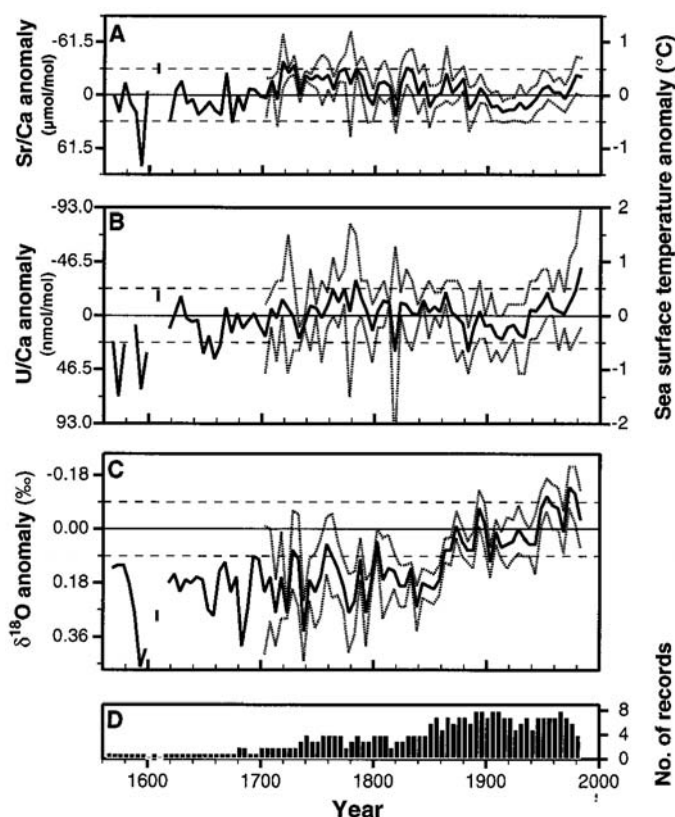 A
Sr/Ca anomaly
(µmol/mol)
-61.5
0
61.5
1
0
-1
B
U/Ca anomaly
(nmol/mol)
-93.0
-46.5
0
46.5
93.0
2
1
0
-1
-2
Sea surface temperature anomaly (°C)
C
δ18O anomaly (‰)
-0.18
0.00
0.18
0.36
D
8
4
0
No. of records
1600
1700
1800
1900
2000
Year